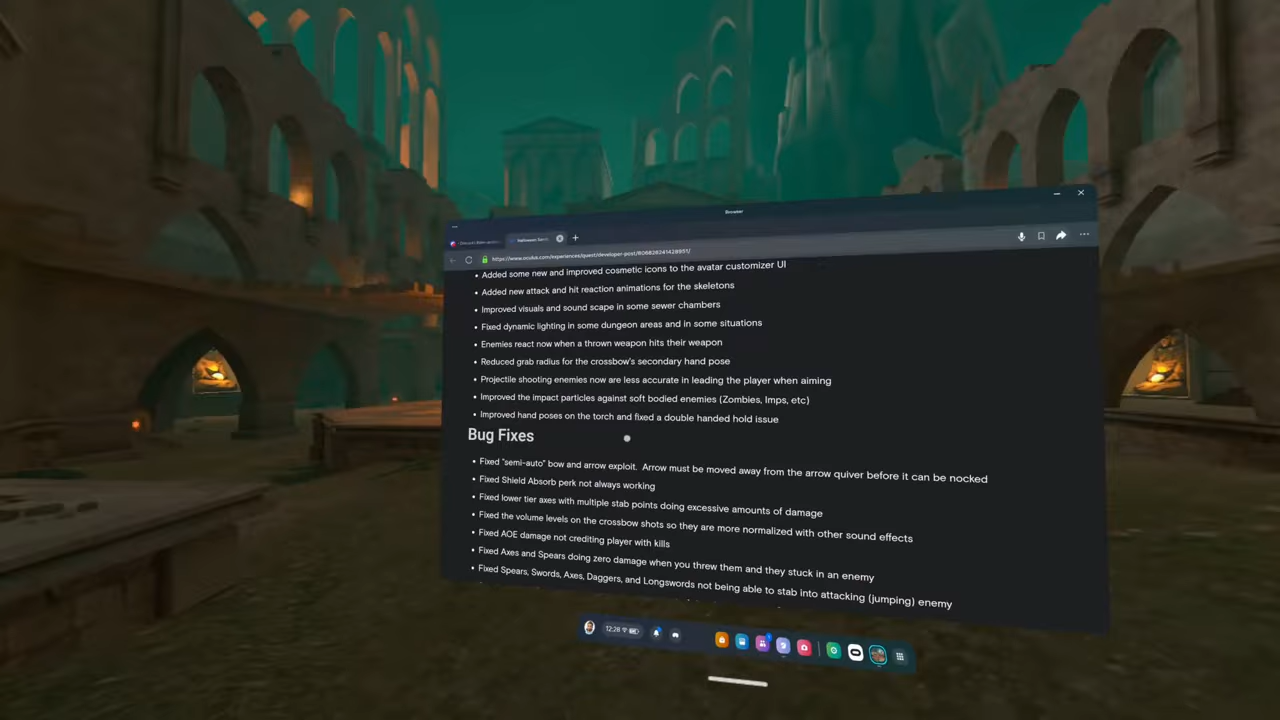 Browser
https://www.oculus.com/experiences/quest/developer-post/
• Added some new and improved cosmetic icons to the avatar customizer UI
• Added new attack and hit reaction animations for the skeletons
• Improved visuals and sound scape in some sewer chambers
• Fixed dynamic lighting in some dungeon areas and in some situations
• Enemies react now when a thrown weapon hits their weapon
• Reduced grab radius for the crossbow's secondary hand pose
• Projectile shooting enemies now are less accurate in leading the player when aiming
• Improved the impact particles against soft bodied enemies (Zombies, Imps, etc)
• Improved hand poses on the torch and fixed a double handed hold issue
Bug Fixes
• Fixed "semi-auto" bow and arrow exploit. Arrow must be moved away from the arrow quiver before it can be nocked
• Fixed Shield Absorb perk not always working
• Fixed lower tier axes with multiple stab points doing excessive amounts of damage
• Fixed the volume levels on the crossbow shots so they are more normalized with other sound effects
• Fixed AOE damage not crediting player with kills
• Fixed Axes and Spears doing zero damage when you threw them and they stuck in an enemy
• Fixed Spears, Swords, Axes, Daggers, and Longswords not being able to stab into attacking (jumping) enemy
12:28